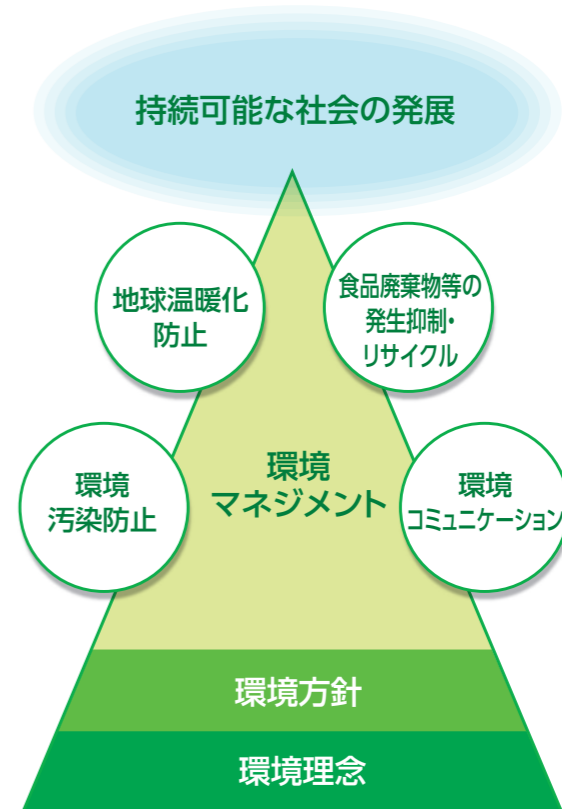 持続可能な社会の発展
地球温暖化
防止
食品廃棄物等の
発生抑制・
リサイクル
環境
汚染防止
環境
マネジメント
環境
コミュニケーション
環境方針
環境理念